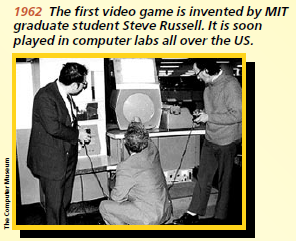 1962 The first video game is invented by MIT
graduate student Steve Russell. It is soon
played in computer labs all over the US.
The Computer Museum